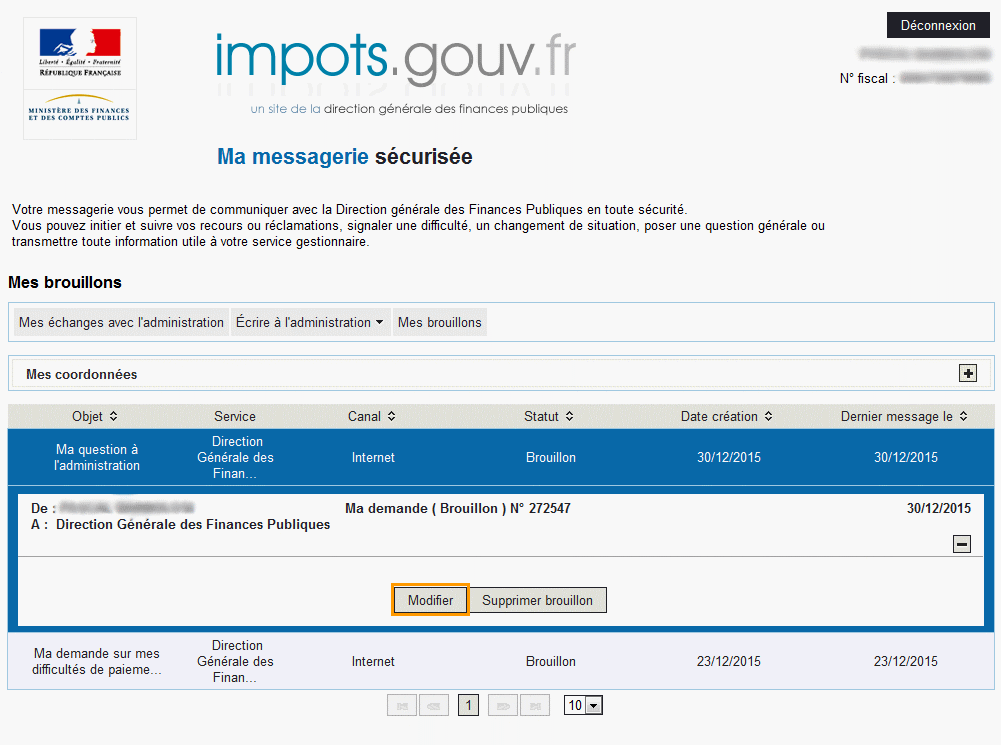 Déconnexion
N° fiscal :
Liberté • Égalité • Fraternité
RÉPUBLIQUE FRANÇAISE
MINISTÈRE DES FINANCES
ET DES COMPTES PUBLICS
impots.gouv.fr
un site de la direction générale des finances publiques
Ma messagerie sécurisée
Votre messagerie vous permet de communiquer avec la Direction générale des Finances Publiques en toute sécurité.
Vous pouvez initier et suivre vos recours ou réclamations, signaler une difficulté, un changement de situation, poser une question générale ou
transmettre toute information utile à votre service gestionnaire.
Mes brouillons
Mes échanges avec l'administration Écrire à l'administration Mes brouillons
Mes coordonnées
Objet Service Canal Statut Date création Dernier message le
Ma question à
l'administration
Direction
Générale des
Finan...
Internet Brouillon 30/12/2015 30/12/2015
De : Ma demande ( Brouillon ) N° 272547 30/12/2015
A : Direction Générale des Finances Publiques
Modifier Supprimer brouillon
Ma demande sur mes
difficultés de paieme...
Direction
Générale des
Finan...
Internet Brouillon 23/12/2015 23/12/2015
1 10